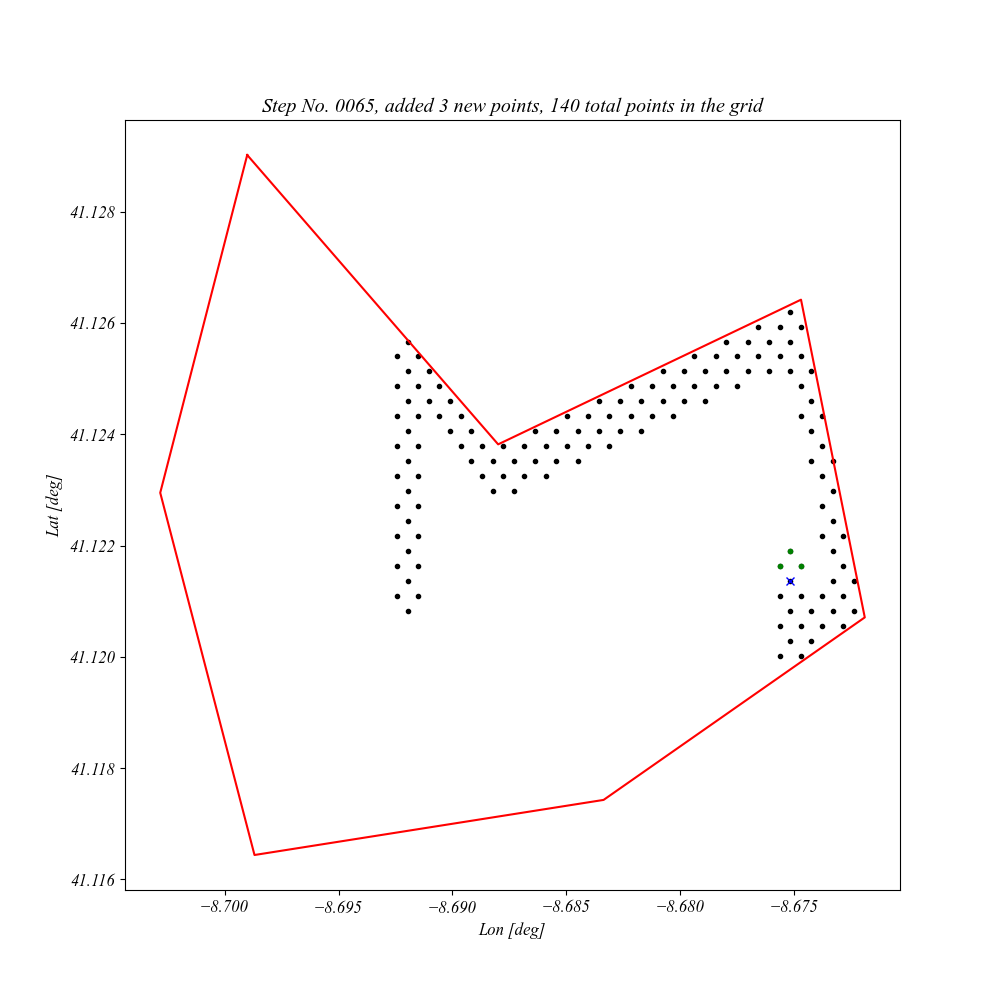 Step No. 0065, added 3 new points, 140 total points in the grid
41.128
41.126
41.124
41.122
41.120
41.118
41.116
Lat [deg]
−8.700 −8.695 −8.690 −8.685 −8.680 −8.675
Lon [deg]